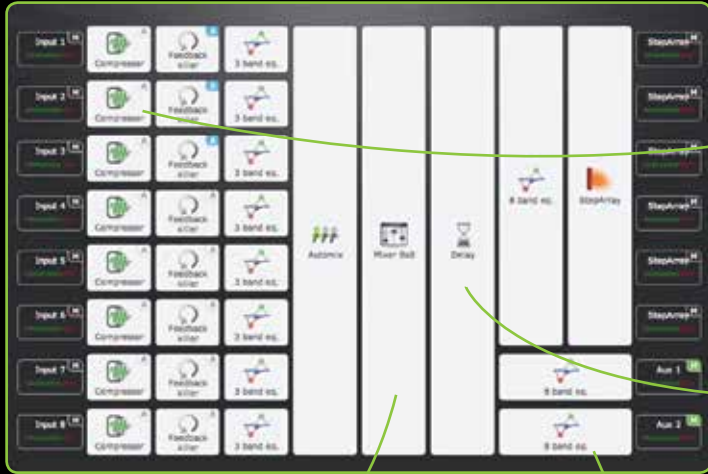 Input 1 M Compressor A Feedback killer A 3 band eq. StepArray M
Input 2 M Compressor A Feedback killer A 3 band eq. StepArray M
Input 3 M Compressor A Feedback killer A 3 band eq. StepArray M
Input 4 M Compressor A Feedback killer A 3 band eq. 8 band eq. StepArray StepArray M
Input 5 M Compressor A Feedback killer A 3 band eq. Automix Mixer 8x8 Delay StepArray M
Input 6 M Compressor A Feedback killer A 3 band eq. StepArray M
Input 7 M Compressor A Feedback killer A 3 band eq. 8 band eq. Aux 1 M
Input 8 M Compressor A Feedback killer A 3 band eq. 8 band eq. Aux 2 M